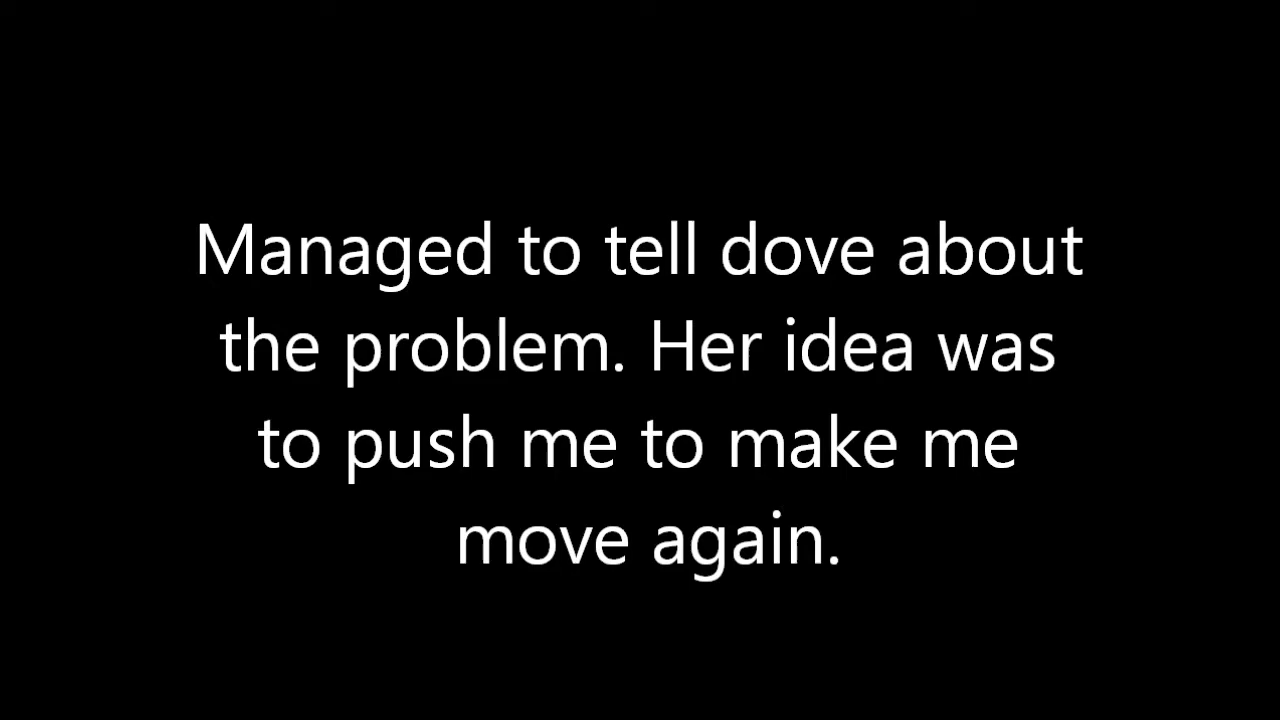 Managed to tell dove about
the problem. Her idea was
to push me to make me
move again.